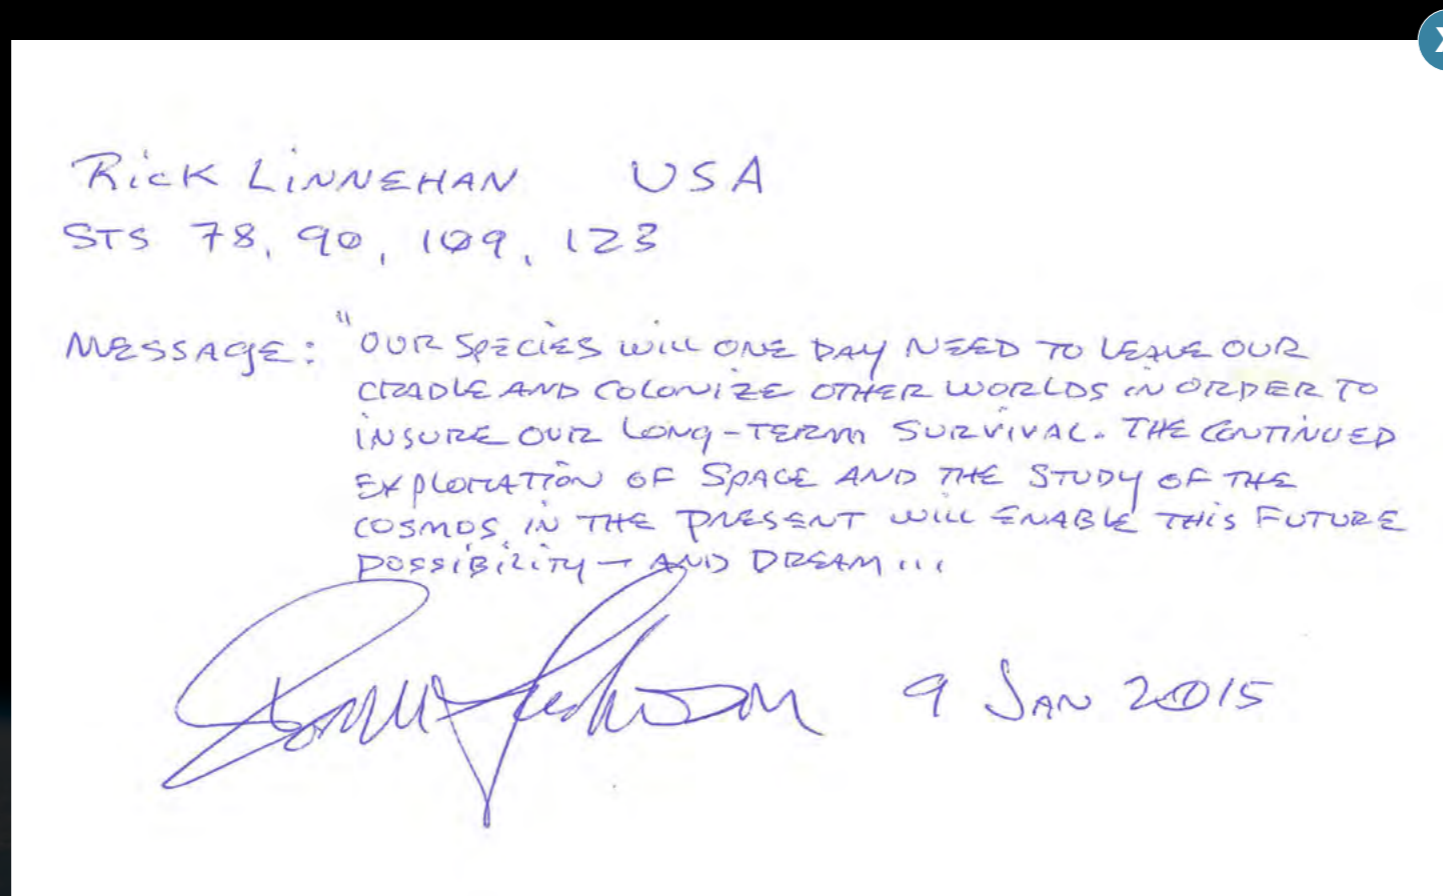 RiCK LiNNEHAN USA
STS 78, 90, 109, 123
MESSAGE: "OUR SPECiES WiLL ONE DAY NEED TO LEAVE OUR
CRADLE AND COLONiZE OTHER WORLDS iN ORDER TO
iNSURE OUR LONG-TERM SURViVAL. THE CONTiNUED
EXPLORATiON OF SPACE AND THE STUDY OF THE
COSMOS iN THE PRESENT WiLL ENABLE THiS FUTURE
POSSiBiLiTY – AND DREAM...
9 JAN 2015
X